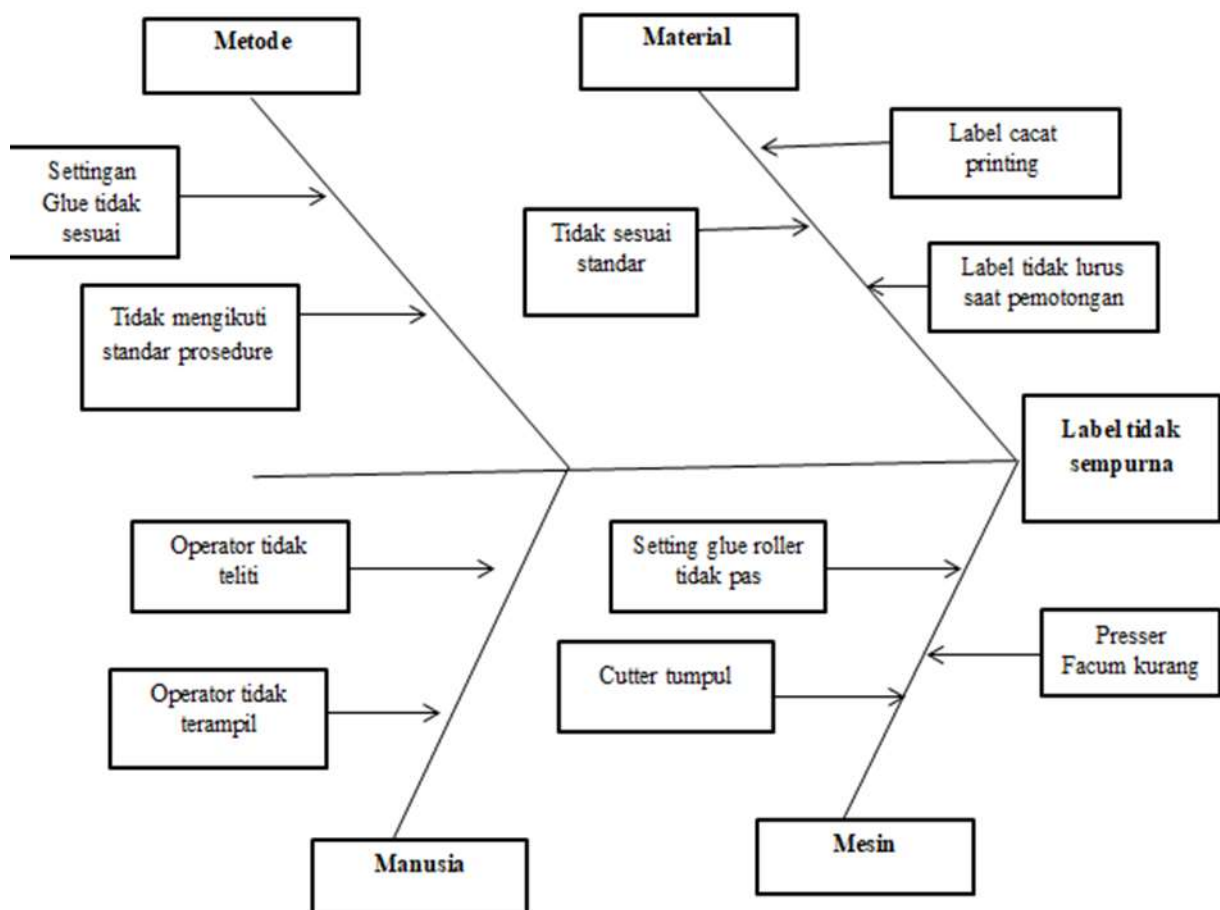 Metode
Material
Label cacat
printing
Settingan
Glue tidak
sesuai
Tidak sesuai
standar
Label tidak lurus
saat pemotongan
Tidak mengikuti
standar prosedure
Label tidak
sempurna
Operator tidak
teliti
Setting glue roller
tidak pas
Presser
Facum kurang
Cutter tumpul
Operator tidak
terampil
Mesin
Manusia